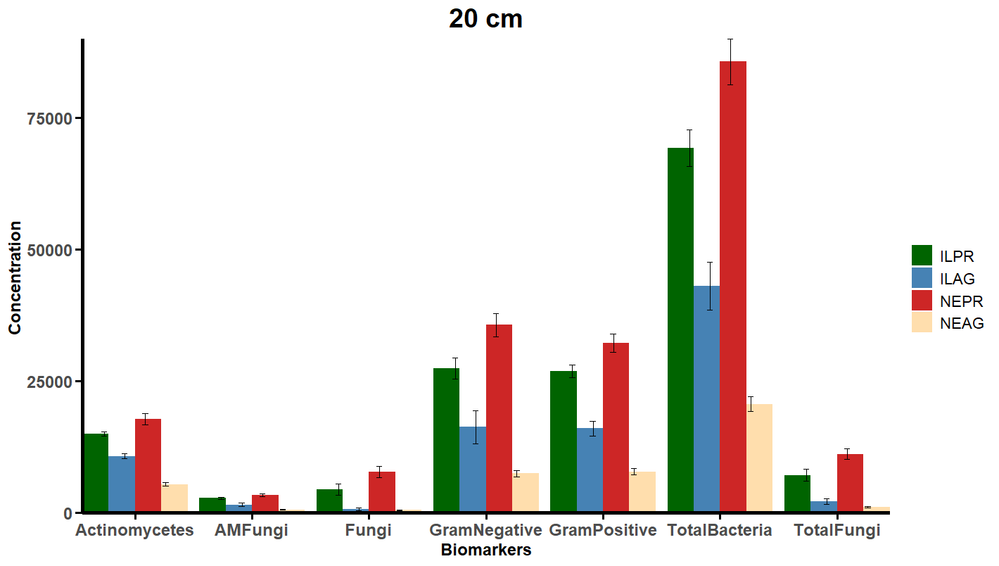 20 cm
Concentration
75000
50000
25000
0
Actinomycetes AMFungi Fungi GramNegative GramPositive TotalBacteria TotalFungi
Biomarkers
ILPR
ILAG
NEPR
NEAG